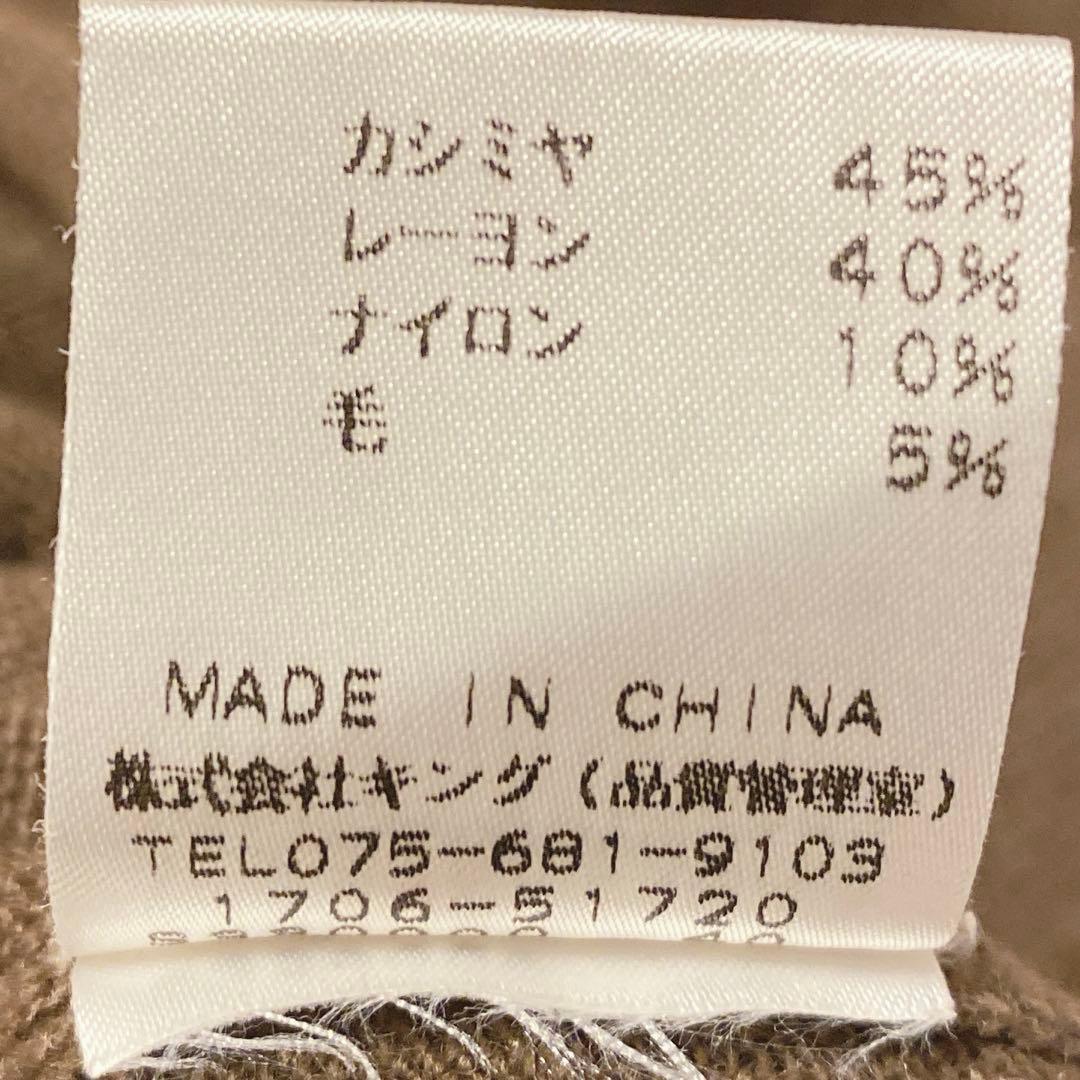 カシミヤ 45%
レーヨン 40%
ナイロン 10%
毛 5%
MADE IN CHINA
株式会社キング(品質管理室)
TEL075-681-9103
1706-51720